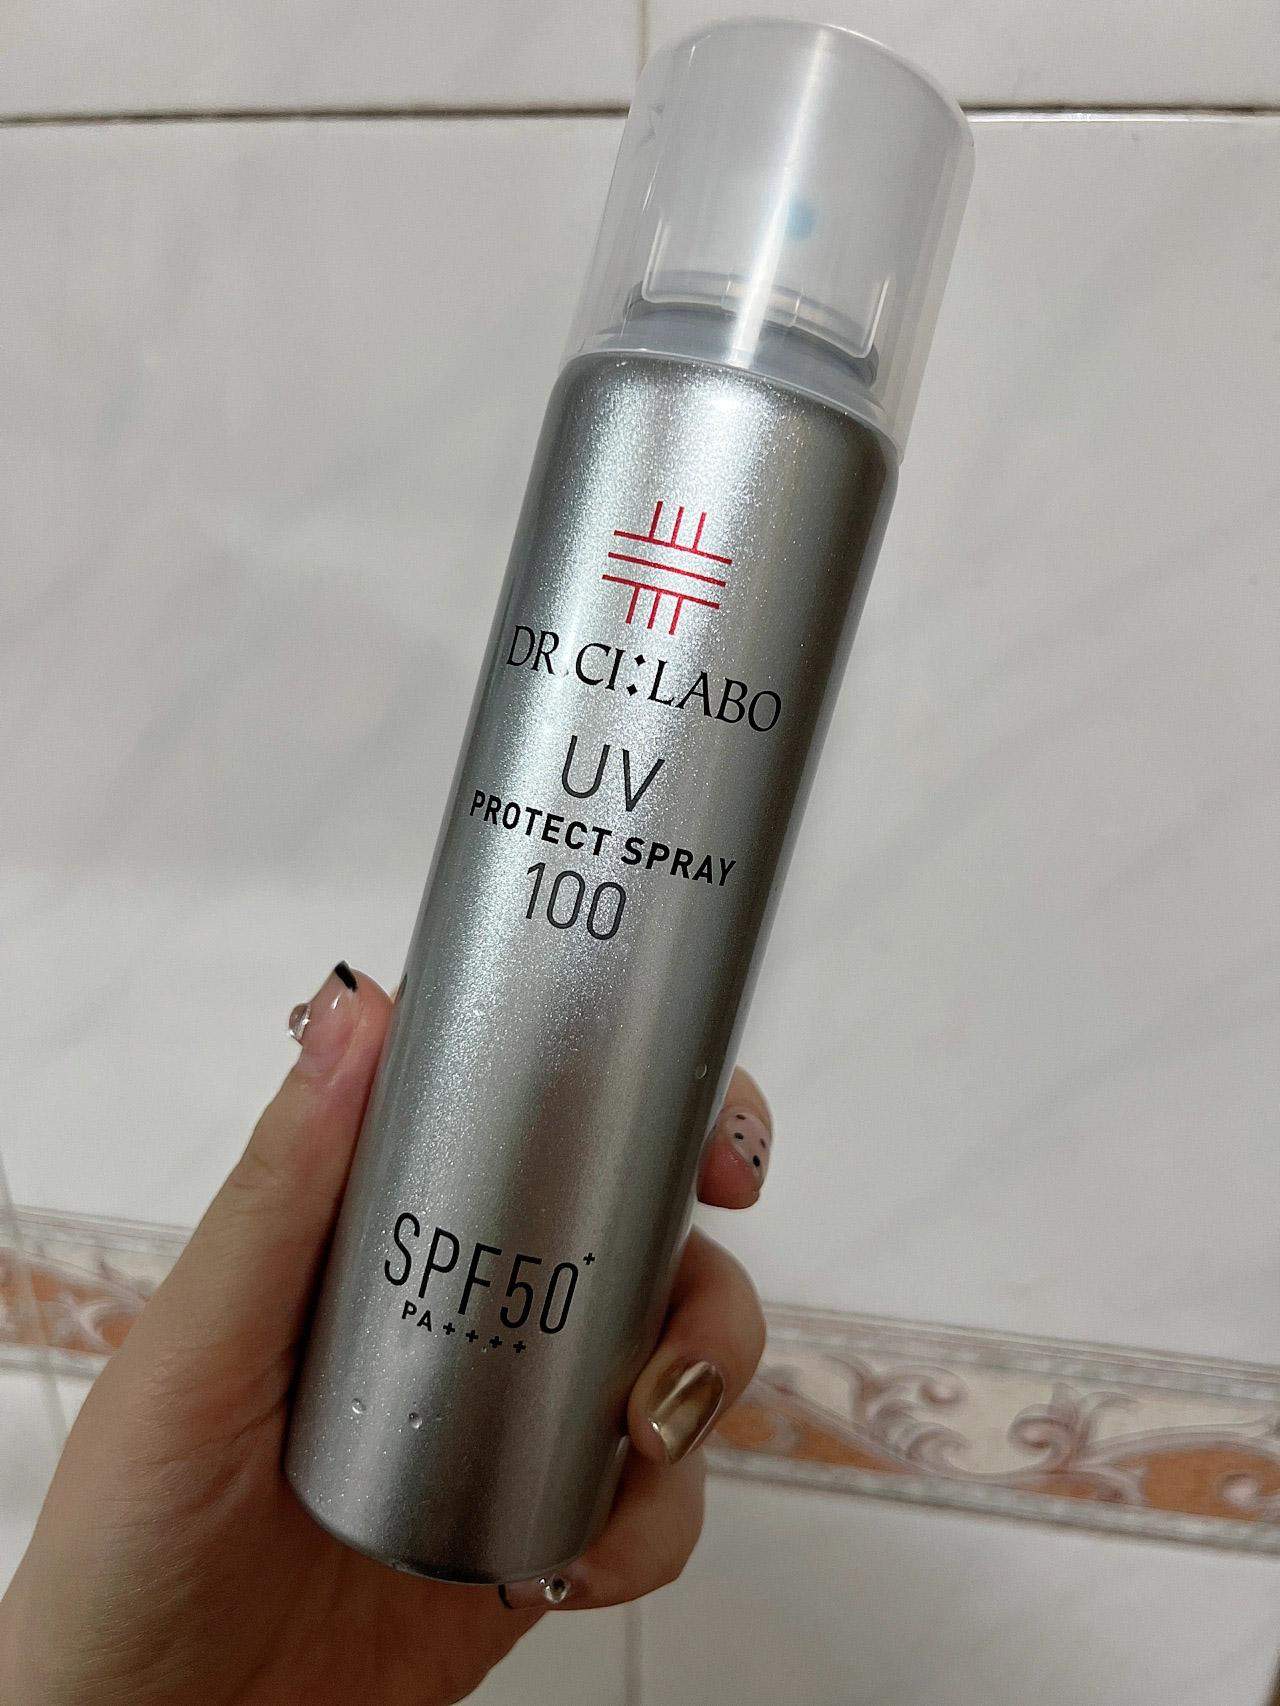 DR.CI:LABO
UV
PROTECT SPRAY
100
SPF50+
PA++++